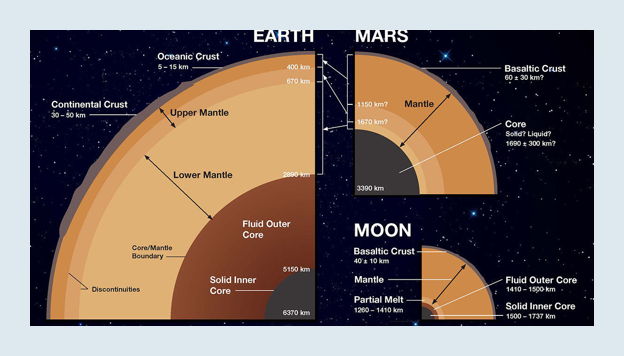 EARTH
Oceanic Crust
5 – 15 km
Continental Crust
30 – 50 km
400 km
670 km
Upper Mantle
Lower Mantle
2890 km
Fluid Outer
Core
Core/Mantle
Boundary
5150 km
Solid Inner
Core
Discontinuities
6370 km
MARS
Basaltic Crust
60 ± 30 km?
Mantle
1150 km?
1870 km?
Core
Solid? Liquid?
1690 ± 300 km?
3390 km
MOON
Basaltic Crust
40 ± 10 km
Mantle
Partial Melt
1260 – 1410 km
Fluid Outer Core
1410 – 1500 km
Solid Inner Core
1500 – 1737 km